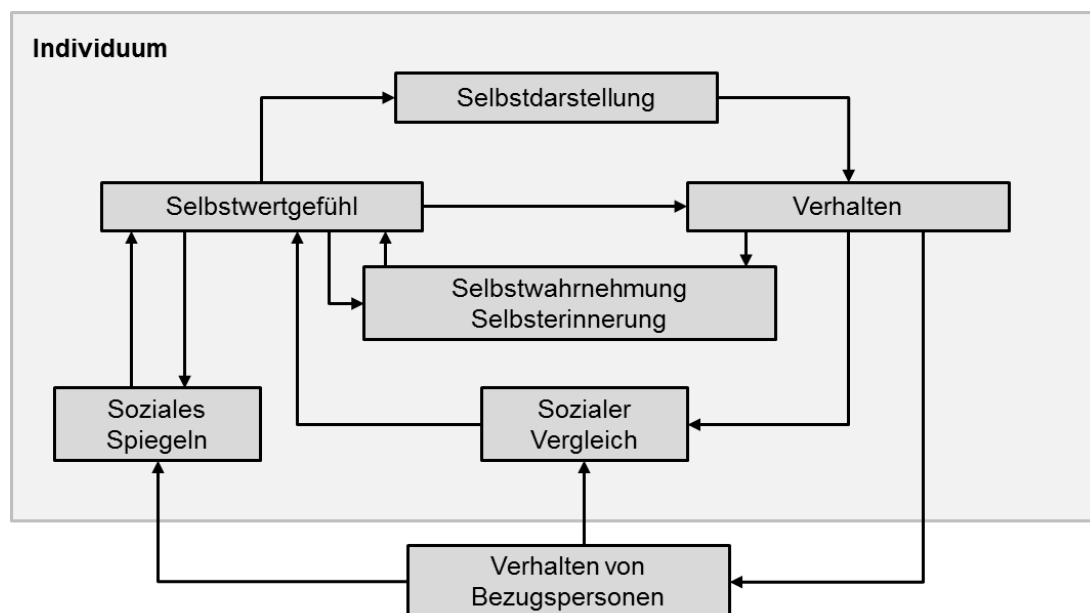 Individuum
Selbstdarstellung
Selbstwertgefühl
Verhalten
Selbstwahrnehmung
Selbsterinnerung
Soziales
Spiegeln
Sozialer
Vergleich
Verhalten von
Bezugspersonen